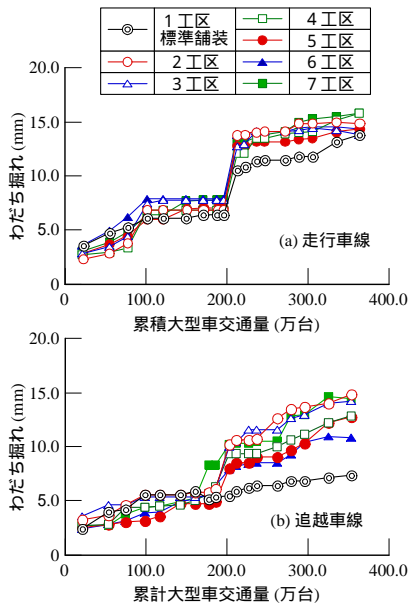 1 工区
標準舗装
4 工区
2 工区
5 工区
3 工区
6 工区
7 工区
20.0
15.0
10.0
5.0
0
わだち掘れ (mm)
(a) 走行車線
0 100.0 200.0 300.0 400.0
累積大型車交通量 (万台)
20.0
15.0
10.0
5.0
0.0
わだち掘れ (mm)
(b) 追越車線
0 100.0 200.0 300.0 400.0
累計大型車交通量 (万台)